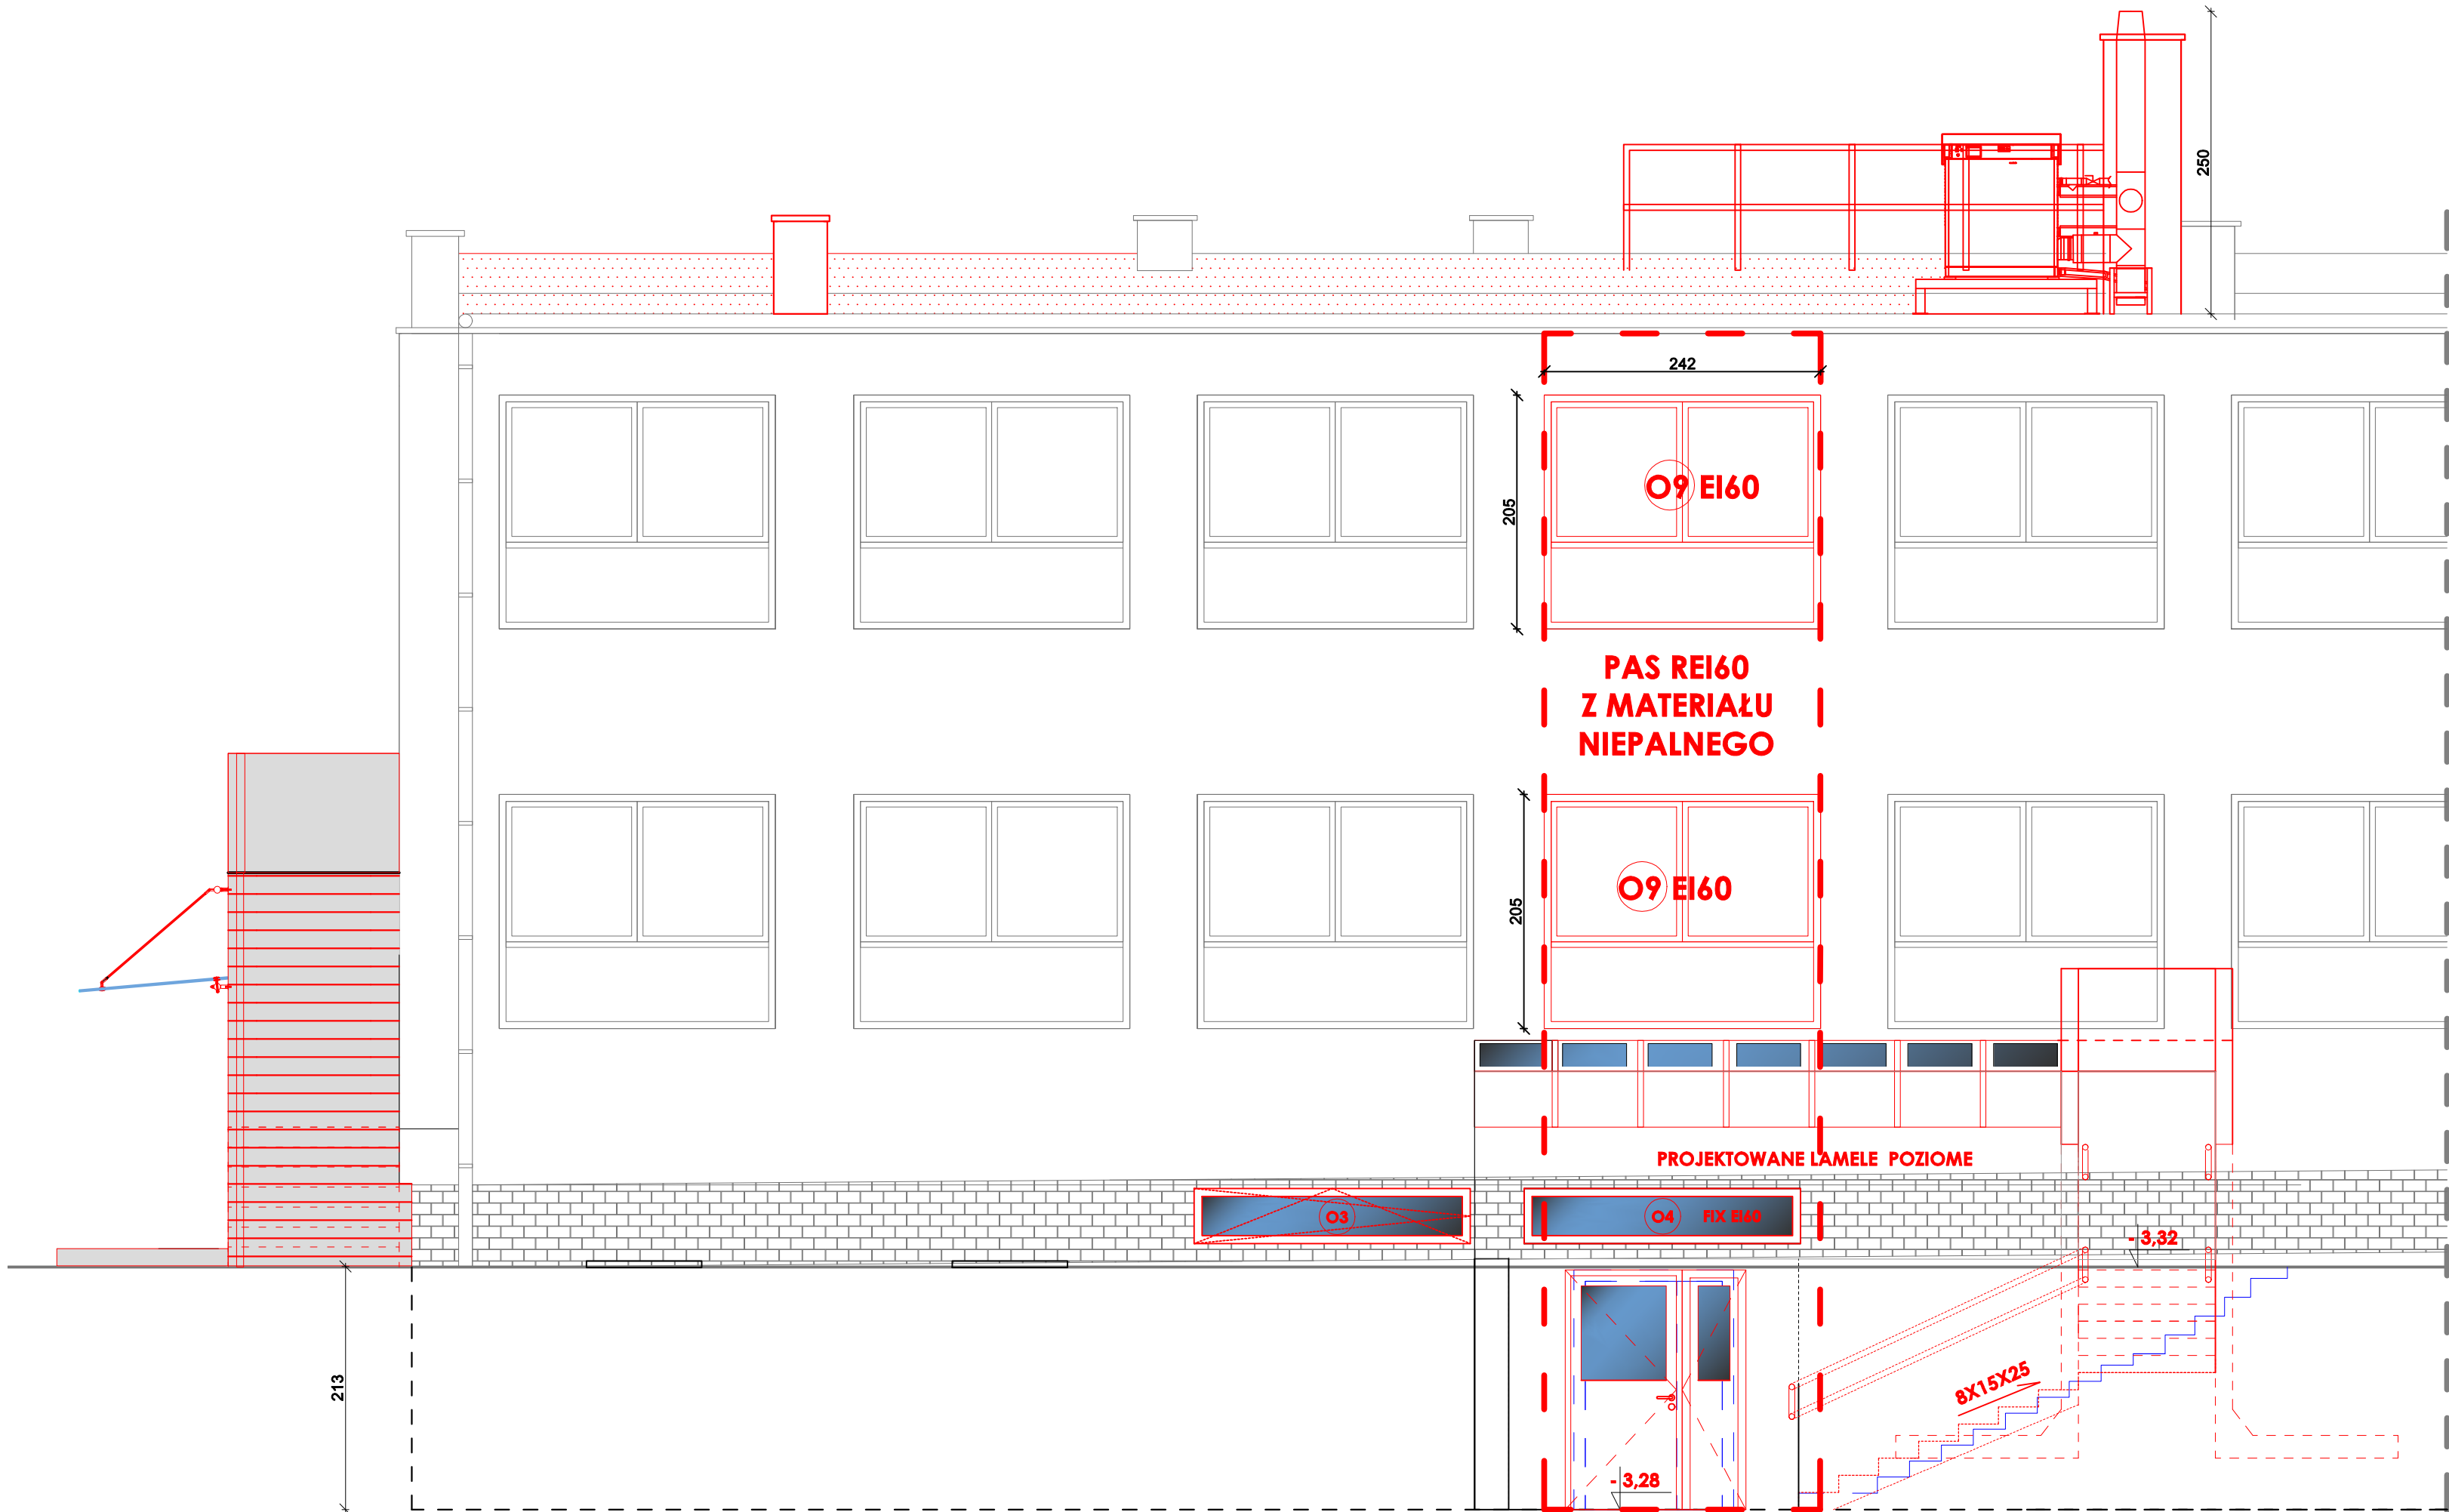 250
242
205
O9 EI60
PAS REI60
Z MATERIAŁU
NIEPALNEGO
205
O9 EI60
PROJEKTOWANE LAMELE POZIOME
O3
O4 FIX EI60
- 3,32
213
8X15X25
- 3,28